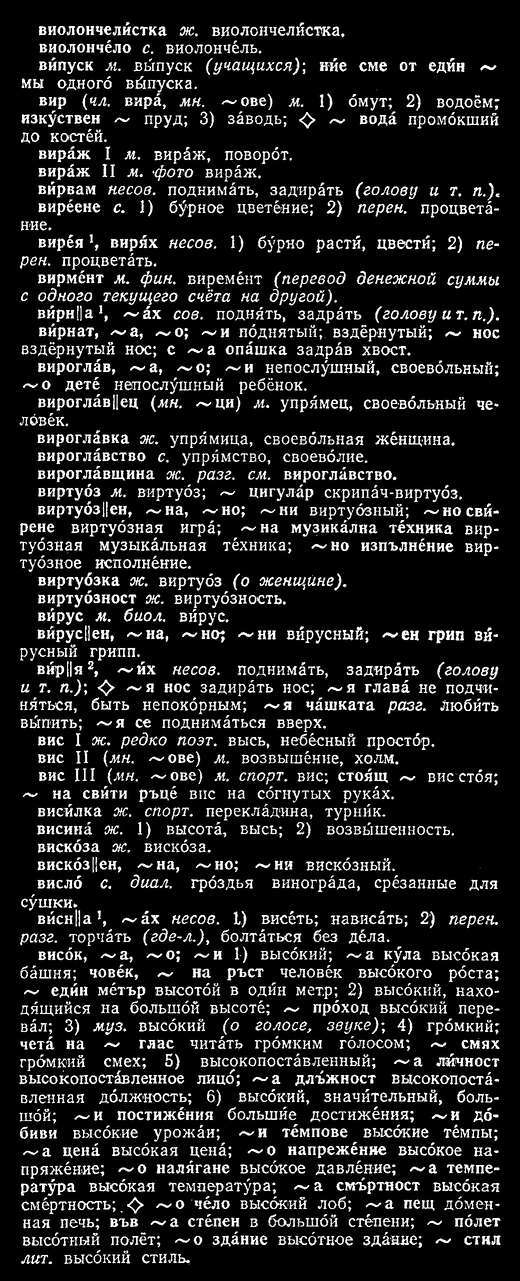 виолончели́стка ж. виолончели́стка.
виолонче́ло с. виолонче́ль.
ви́пуск м. вы́пуск (учащихся); ни́е сме от еди́н ~
мы одного́ вы́пуска.
вир (чл. вира́, мн. ~ове) м. 1) о́мут; 2) водоём;
изку́ствен ~ пруд; 3) за́водь; ◇ ~ вода́ промо́кший
до косте́й.
вира́ж I м. вира́ж, поворо́т.
вира́ж II м. фото вира́ж.
ви́рвам несов. поднима́ть, задира́ть (голову и т. п.).
вире́ене с. 1) бу́рное цвете́ние; 2) перен. процвета́-
ние.
вире́я¹, виря́х несов. 1) бу́рно расти́, цвести́; 2) пе-
рен. процвета́ть.
вирме́нт м. фин. вириме́нт (перевод денежной суммы
с одного текущего счёта на другой).
ви́рн||а¹, ~ах сов. подня́ть, задра́ть (голову и т. п.).
ви́рнат, ~а, ~о; ~и по́днятый; вздёрнутый; ~ нос
вздёрнутый нос; с ~а опа́шка задра́в хвост.
вирогла́в, ~а, ~о; ~и непослу́шный, своево́льный;
~о дете́ непослу́шный ребёнок.
вирогла́в||ец (мн. ~ци) м. упря́мец, своево́льный че-
лове́к.
вирогла́вка ж. упря́мица, своево́льная же́нщина.
вирогла́вство с. упря́мство, своево́лие.
вирогла́вщина ж. разг. см. вирогла́вство.
виртуо́з м. виртуо́з; ~ цигула́р скрипа́ч-виртуо́з.
виртуо́з||ен, ~на, ~но; ~ни виртуо́зный; ~но сви́-
рене виртуо́зная игра́; ~на музика́лна те́хника вир-
туо́зная музыка́льная те́хника; ~но изпълне́ние вир-
туо́зное исполне́ние.
виртуо́зка ж. виртуо́з (о женщине).
виртуо́зност ж. виртуо́зность.
ви́рус м. биол. ви́рус.
ви́рус||ен, ~на, ~но; ~ни ви́русный; ~ен грип ви́-
русный грипп.
вир||я́², ~и́х несов. поднима́ть, задира́ть (голову
и т. п.); ◇ ~я нос задира́ть нос; ~я глава́ не подчи-
ня́ться, быть непоко́рным; ~я ча́шката разг. люби́ть
вы́пить; ~я се поднима́ться вверх.
вис I ж. редко поэт. высь, небе́сный просто́р.
вис II (мн. ~ове) м. возвыше́ние, холм.
вис III (мн. ~ове) м. спорт. вис; стоя́щ ~ вис сто́я;
~ на сви́ти ръце́ вис на со́гнутых рука́х.
виси́лка ж. спорт. перекла́дина, турни́к.
висина́ ж. 1) высота́, высь; 2) возвы́шенность.
виско́за ж. виско́за.
виско́з||ен, ~на, ~но; ~ни виско́зный.
висло́ с. диал. гро́здья виногра́да, сре́занные для
су́шки.
ви́сн||а¹, ~ах несов. 1) висе́ть; нависа́ть; 2) перен.
разг. торча́ть (где-л.), болта́ться без де́ла.
висо́к, ~а, ~о; ~и 1) высо́кий; ~а ку́ла высо́кая
ба́шня; чове́к, ~ на ръст челове́к высо́кого ро́ста;
~ еди́н ме́тър высото́й в оди́н метр; 2) высо́кий, нахо-
дя́щийся на большо́й высоте́; ~ про́ход высо́кий пере-
ва́л; 3) муз. высо́кий (о голосе, звуке); 4) гро́мкий;
чета́ на ~ глас чита́ть гро́мким го́лосом; ~ смях
гро́мкий смех; 5) высокопоста́вленный; ~а ли́чност
высокопоста́вленное лицо́; ~а длъ́жност высокопоста́-
вленная до́лжность; 6) высо́кий, значи́тельный, боль-
шо́й; ~и постиже́ния больши́е достиже́ния; ~и до́-
биви высо́кие урожа́и; ~и те́мпове высо́кие те́мпы;
~а цена́ высо́кая цена́; ~о напреже́ние высо́кое на-
пряже́ние; ~о наля́гане высо́кое давле́ние; ~а темпе-
рату́ра высо́кая температу́ра; ~а смъ́ртност высо́кая
сме́ртность; ◇ ~о че́ло высо́кий лоб; ~а пещ до́мен-
ная печь; във ~а сте́пен в большо́й сте́пени; ~ по́лет
высо́тный полёт; ~о зда́ние высо́тное зда́ние; ~ стил
лит. высо́кий стиль.